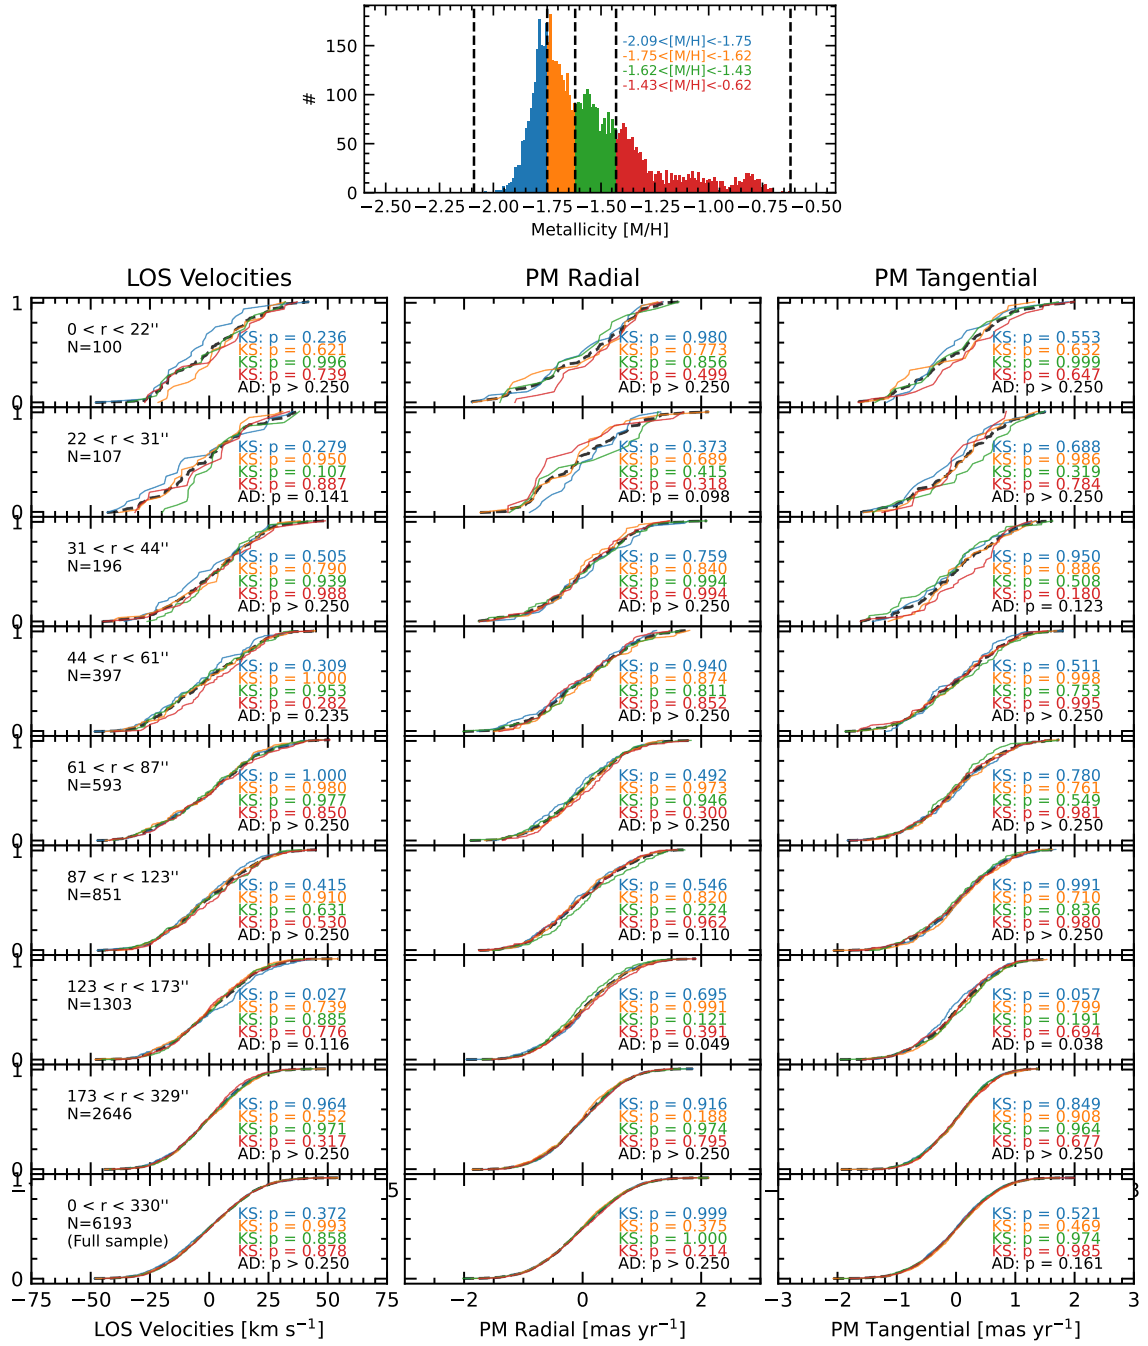 150
100
50
0
#
-2.09<[M/H]<-1.75
-1.75<[M/H]<-1.62
-1.62<[M/H]<-1.43
-1.43<[M/H]<-0.62
−2.50 −2.25 −2.00 −1.75 −1.50 −1.25 −1.00 −0.75 −0.50
Metallicity [M/H]
LOS Velocities PM Radial PM Tangential
1
0 < r < 22''
N=100
KS: p = 0.236 KS: p = 0.980 KS: p = 0.553
KS: p = 0.621 KS: p = 0.773 KS: p = 0.632
KS: p = 0.996 KS: p = 0.856 KS: p = 0.999
KS: p = 0.739 KS: p = 0.499 KS: p = 0.647
AD: p > 0.250 AD: p > 0.250 AD: p > 0.250
0
1
22 < r < 31''
N=107
KS: p = 0.279 KS: p = 0.373 KS: p = 0.688
KS: p = 0.950 KS: p = 0.689 KS: p = 0.986
KS: p = 0.107 KS: p = 0.415 KS: p = 0.319
KS: p = 0.887 KS: p = 0.318 KS: p = 0.784
AD: p = 0.141 AD: p = 0.098 AD: p > 0.250
0
1
31 < r < 44''
N=196
KS: p = 0.505 KS: p = 0.759 KS: p = 0.950
KS: p = 0.790 KS: p = 0.840 KS: p = 0.886
KS: p = 0.939 KS: p = 0.994 KS: p = 0.508
KS: p = 0.988 KS: p = 0.994 KS: p = 0.180
AD: p > 0.250 AD: p > 0.250 AD: p = 0.123
0
1
44 < r < 61''
N=397
KS: p = 0.309 KS: p = 0.940 KS: p = 0.511
KS: p = 1.000 KS: p = 0.874 KS: p = 0.998
KS: p = 0.953 KS: p = 0.811 KS: p = 0.753
KS: p = 0.282 KS: p = 0.852 KS: p = 0.995
AD: p = 0.235 AD: p > 0.250 AD: p > 0.250
0
1
61 < r < 87''
N=593
KS: p = 1.000 KS: p = 0.492 KS: p = 0.780
KS: p = 0.980 KS: p = 0.973 KS: p = 0.761
KS: p = 0.977 KS: p = 0.946 KS: p = 0.549
KS: p = 0.850 KS: p = 0.300 KS: p = 0.981
AD: p > 0.250 AD: p > 0.250 AD: p > 0.250
0
1
87 < r < 123''
N=851
KS: p = 0.415 KS: p = 0.546 KS: p = 0.991
KS: p = 0.910 KS: p = 0.820 KS: p = 0.710
KS: p = 0.631 KS: p = 0.224 KS: p = 0.836
KS: p = 0.530 KS: p = 0.962 KS: p = 0.980
AD: p > 0.250 AD: p = 0.110 AD: p > 0.250
0
1
123 < r < 173''
N=1303
KS: p = 0.027 KS: p = 0.695 KS: p = 0.057
KS: p = 0.739 KS: p = 0.991 KS: p = 0.799
KS: p = 0.885 KS: p = 0.121 KS: p = 0.191
KS: p = 0.776 KS: p = 0.391 KS: p = 0.694
AD: p = 0.116 AD: p = 0.049 AD: p = 0.038
0
1
173 < r < 329''
N=2646
KS: p = 0.964 KS: p = 0.916 KS: p = 0.849
KS: p = 0.552 KS: p = 0.188 KS: p = 0.908
KS: p = 0.971 KS: p = 0.974 KS: p = 0.964
KS: p = 0.317 KS: p = 0.795 KS: p = 0.677
AD: p > 0.250 AD: p > 0.250 AD: p > 0.250
0
1
0 < r < 330''
N=6193
(Full sample)
KS: p = 0.372 KS: p = 0.999 KS: p = 0.521
KS: p = 0.993 KS: p = 0.375 KS: p = 0.469
KS: p = 0.858 KS: p = 1.000 KS: p = 0.974
KS: p = 0.878 KS: p = 0.214 KS: p = 0.985
AD: p > 0.250 AD: p > 0.250 AD: p = 0.161
0
−75 −50 −25 0 25 50 75 −2 0 2 −3 −2 −1 0 1 2 3
LOS Velocities [km s⁻¹] PM Radial [mas yr⁻¹] PM Tangential [mas yr⁻¹]